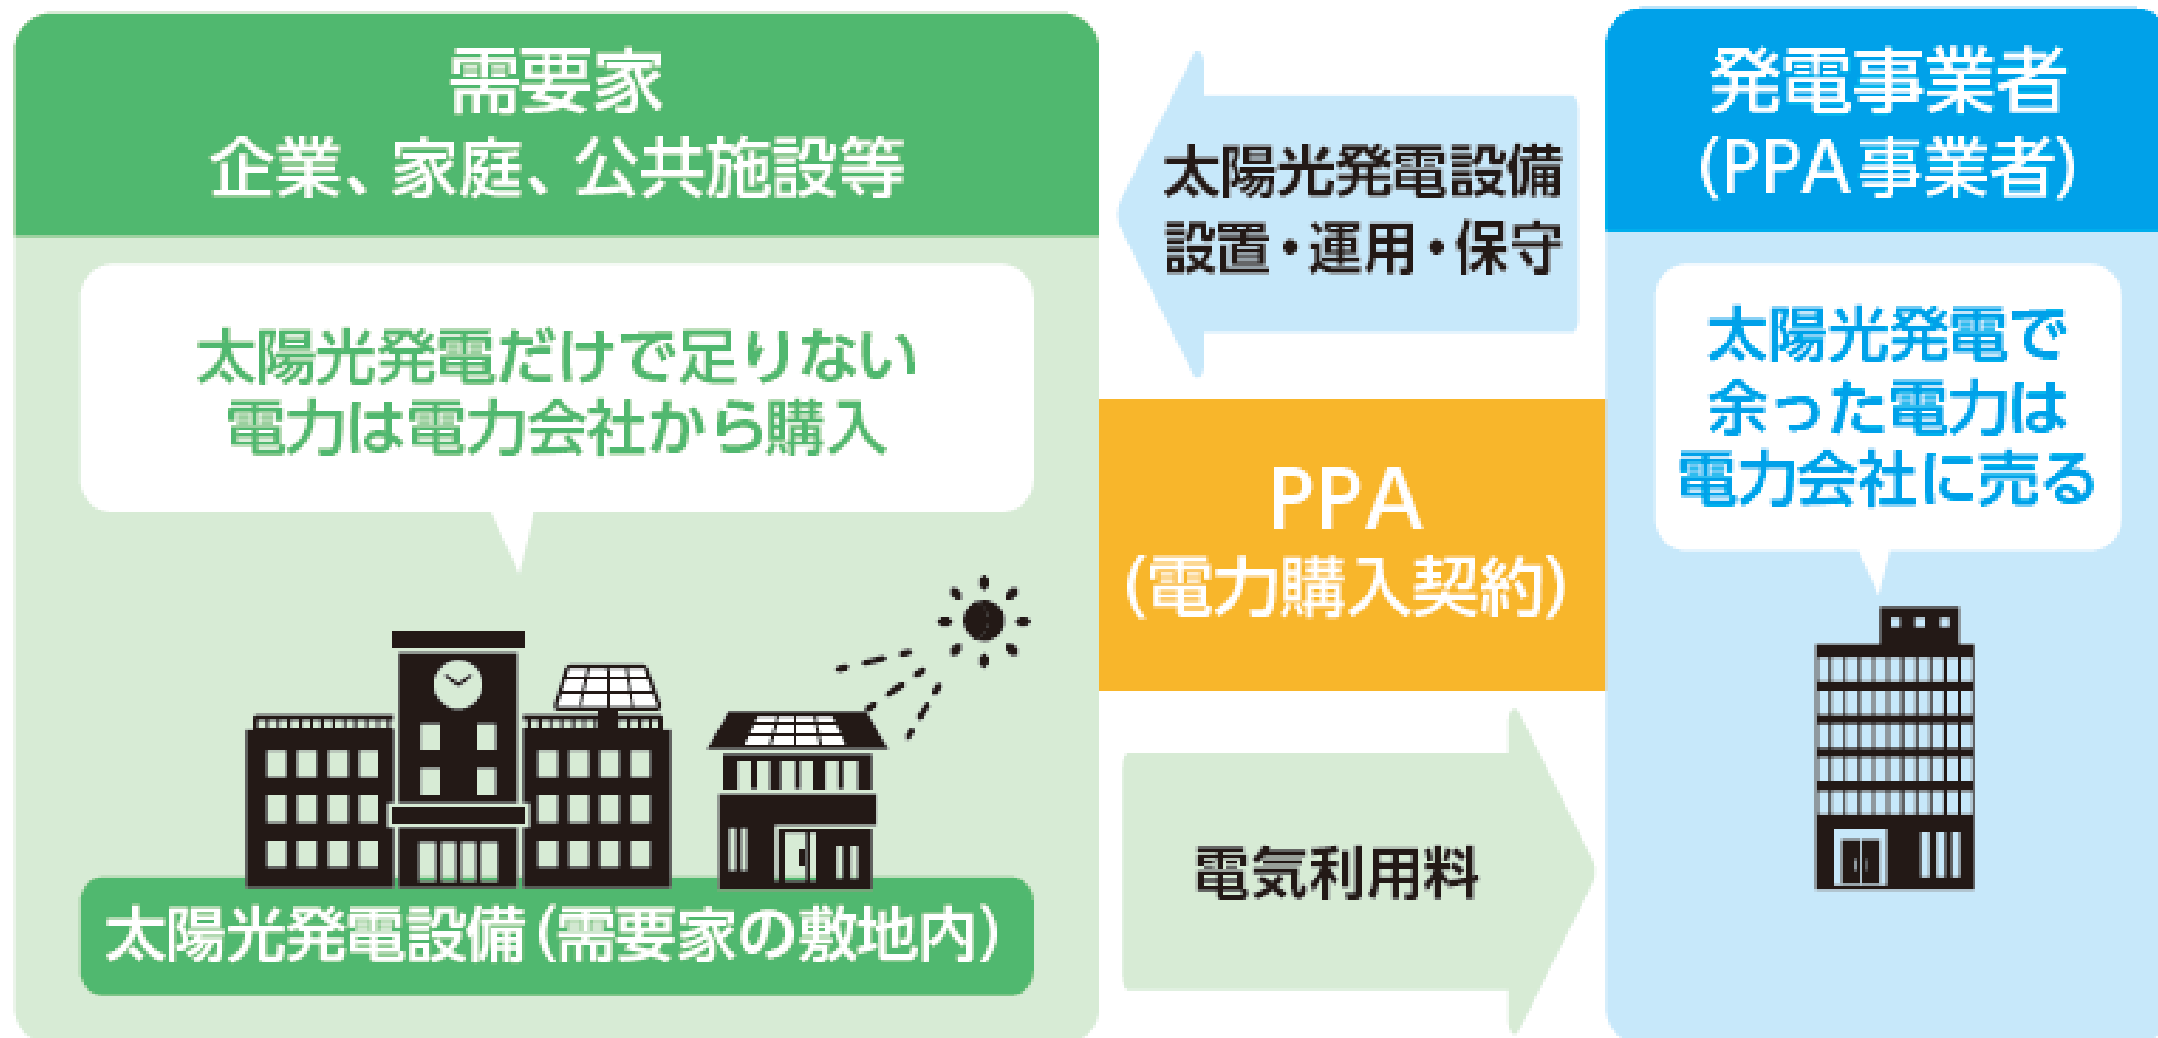 需要家
企業、家庭、公共施設等
太陽光発電だけで足りない
電力は電力会社から購入
太陽光発電設備(需要家の敷地内)
太陽光発電設備
設置・運用・保守
PPA
(電力購入契約)
電気利用料
発電事業者
(PPA事業者)
太陽光発電で
余った電力は
電力会社に売る